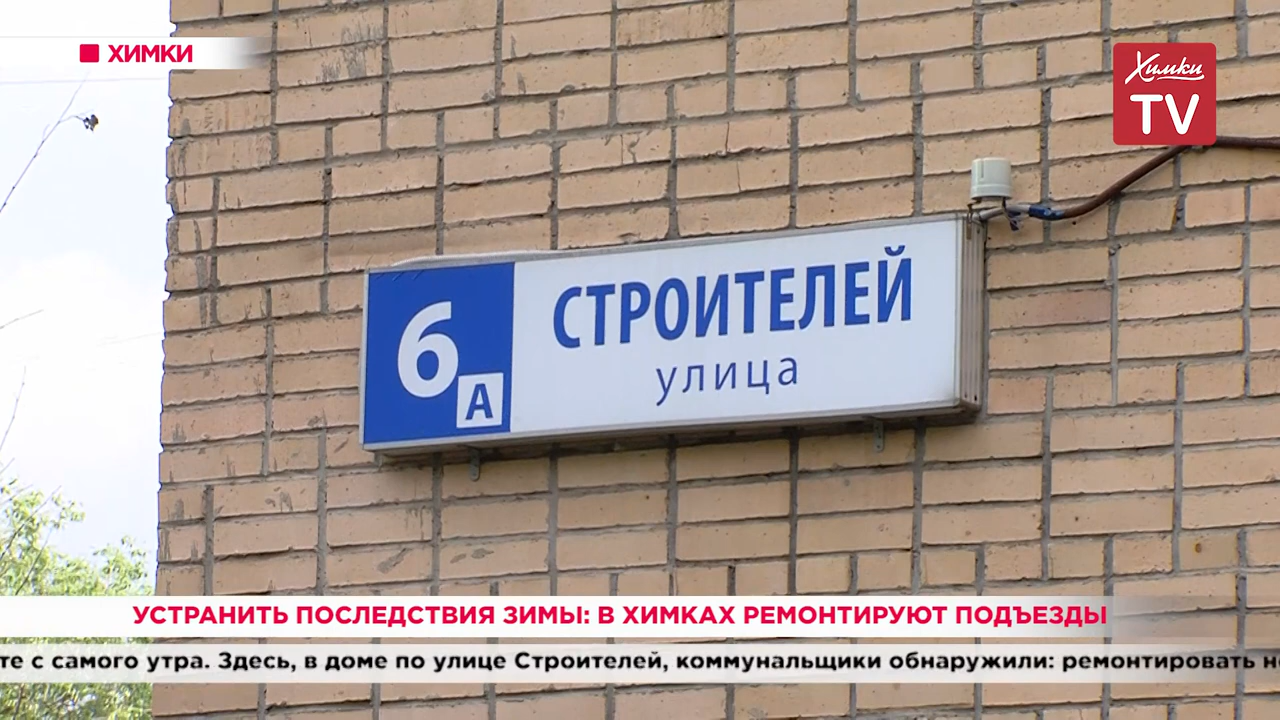 ХИМКИ
Химки
TV
6
А
СТРОИТЕЛЕЙ
улица
УСТРАНИТЬ ПОСЛЕДСТВИЯ ЗИМЫ: В ХИМКАХ РЕМОНТИРУЮТ ПОДЪЕЗДЫ
те с самого утра. Здесь, в доме по улице Строителей, коммунальщики обнаружили: ремонтировать